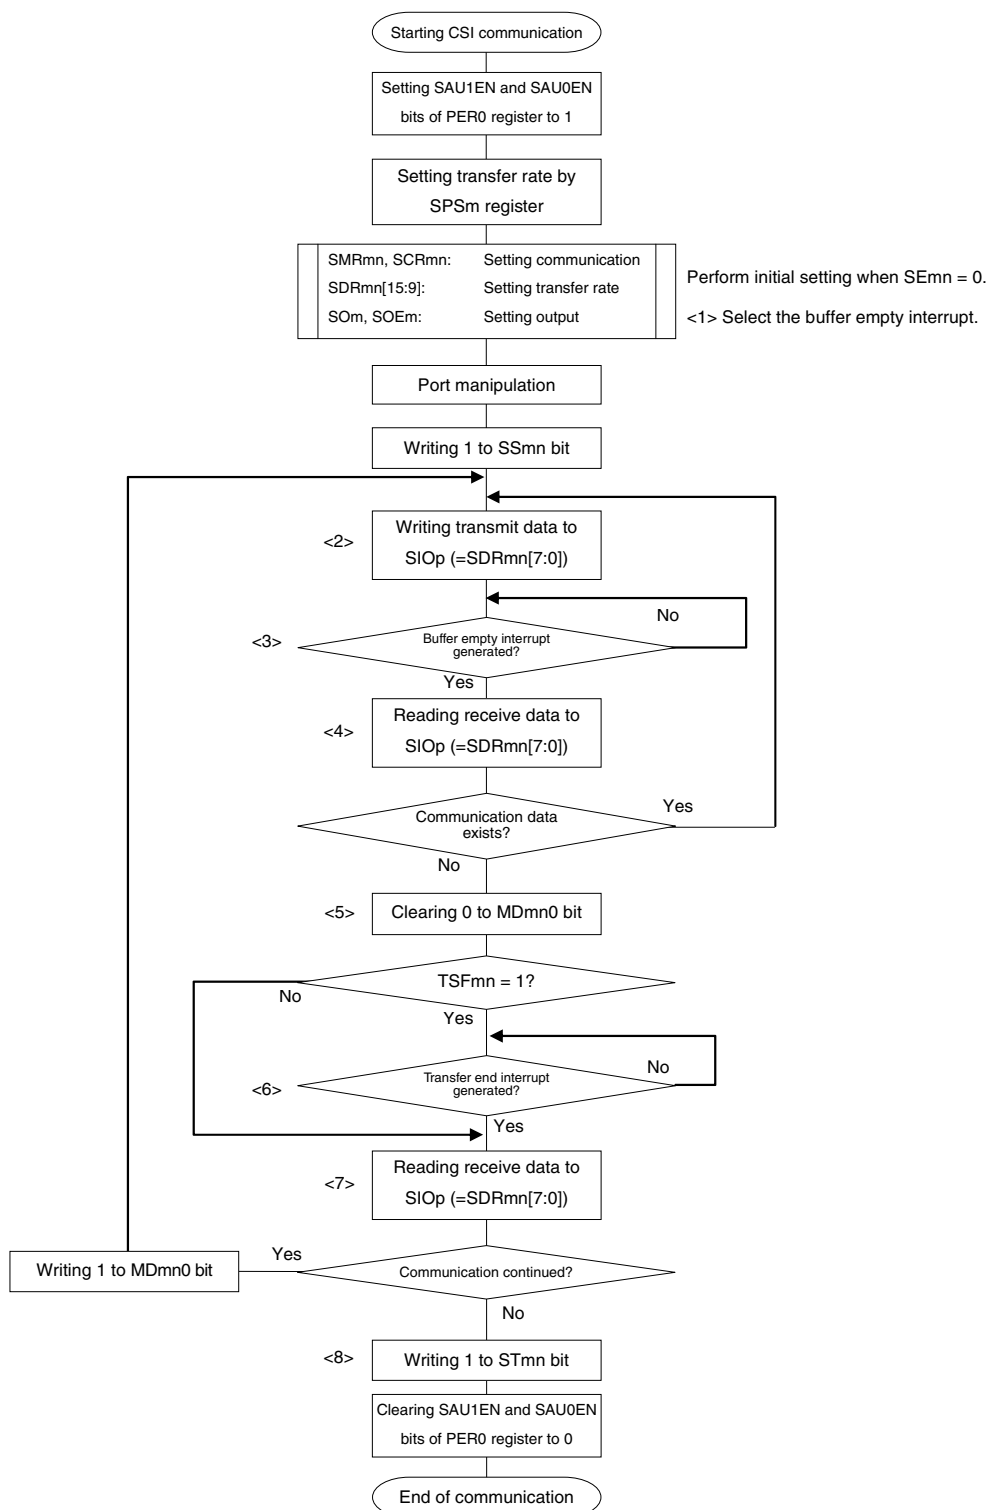 Starting CSI communication
Setting SAU1EN and SAU0EN
bits of PER0 register to 1
Setting transfer rate by
SPSm register
SMRmn, SCRmn: Setting communication
SDRmn[15:9]: Setting transfer rate
SOm, SOEm: Setting output
Perform initial setting when SEmn = 0.
<1> Select the buffer empty interrupt.
Port manipulation
Writing 1 to SSmn bit
<2>
Writing transmit data to
SIOp (=SDRmn[7:0])
No
<3>
Buffer empty interrupt
generated?
Yes
<4>
Reading receive data to
SIOp (=SDRmn[7:0])
Communication data
exists?
Yes
No
<5>
Clearing 0 to MDmn0 bit
TSFmn = 1?
No
Yes
No
<6>
Transfer end interrupt
generated?
Yes
<7>
Reading receive data to
SIOp (=SDRmn[7:0])
Writing 1 to MDmn0 bit
Yes
Communication continued?
No
<8>
Writing 1 to STmn bit
Clearing SAU1EN and SAU0EN
bits of PER0 register to 0
End of communication